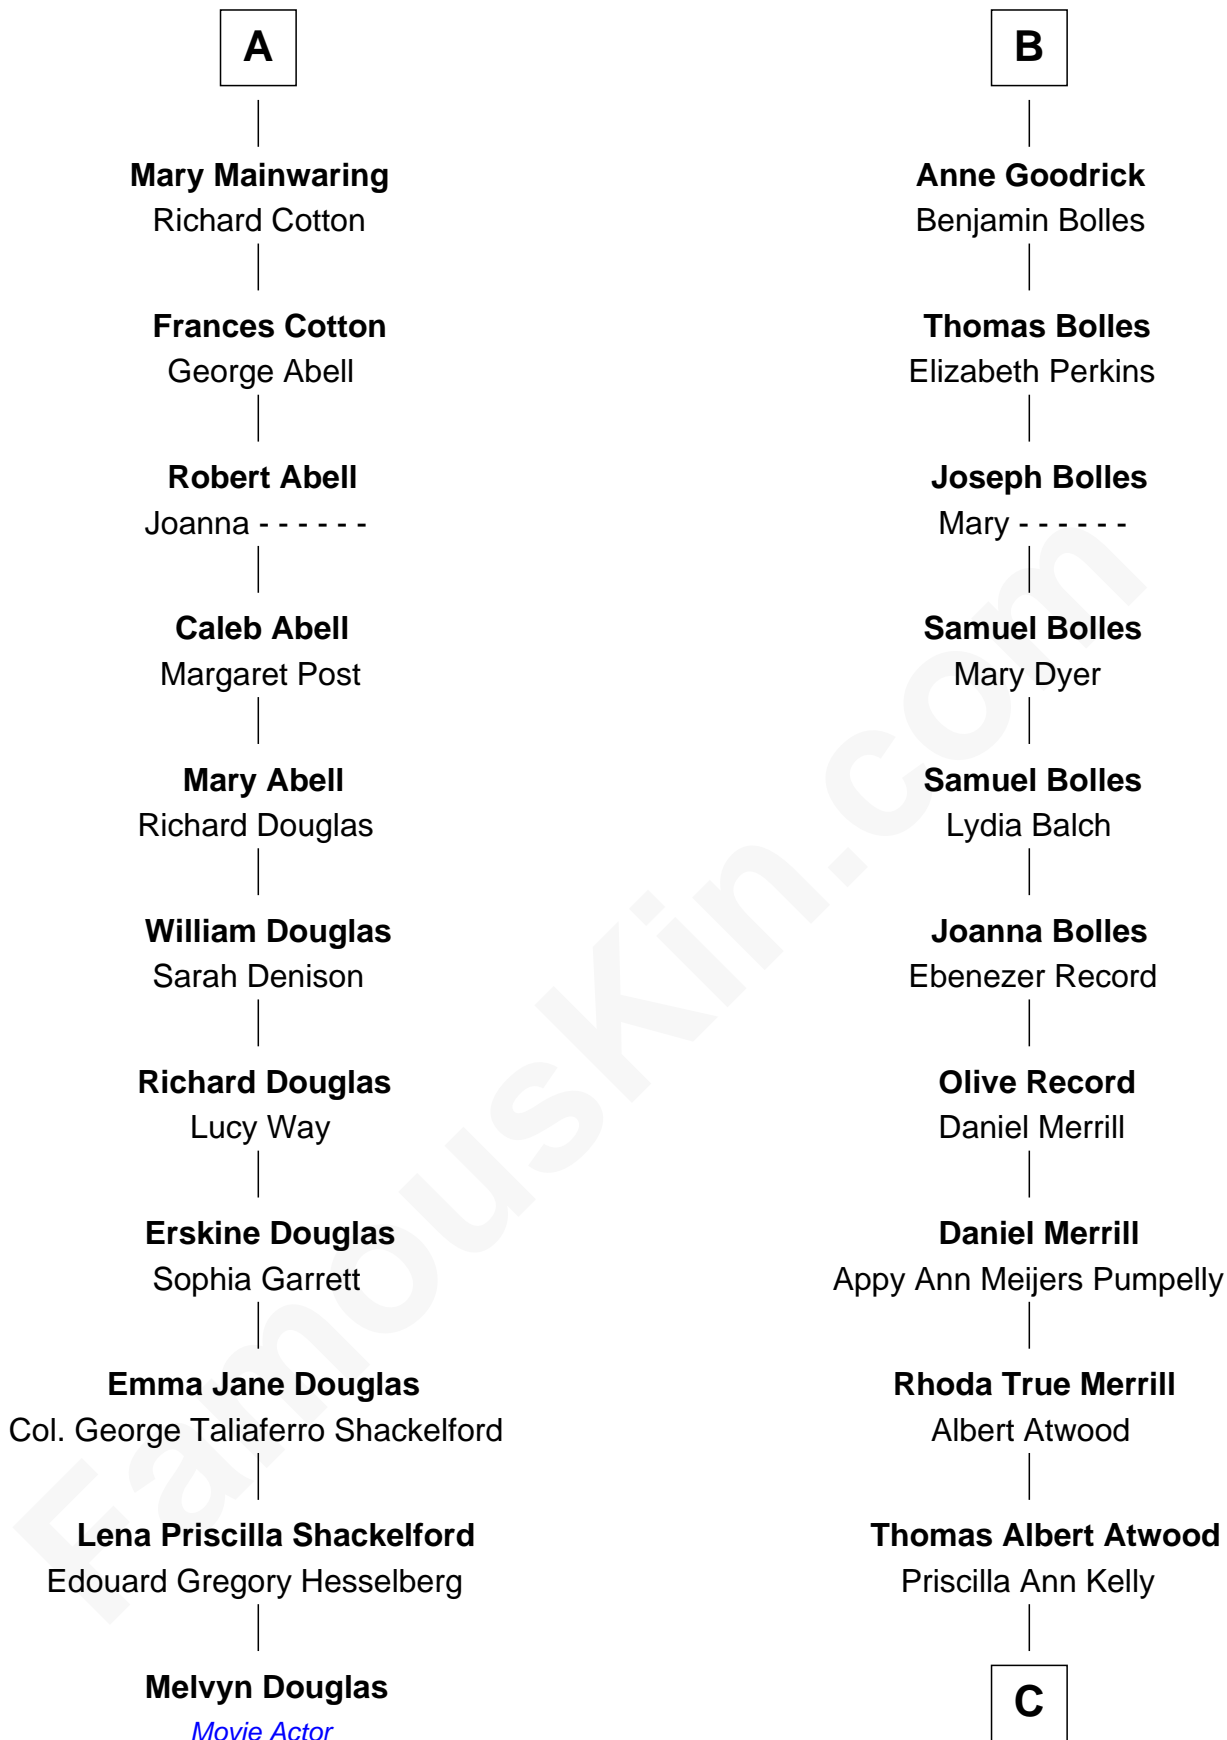 A
Mary Mainwaring
Richard Cotton
Frances Cotton
George Abell
Robert Abell
Joanna - - - - - -
Caleb Abell
Margaret Post
Mary Abell
Richard Douglas
William Douglas
Sarah Denison
Richard Douglas
Lucy Way
Erskine Douglas
Sophia Garrett
Emma Jane Douglas
Col. George Taliaferro Shackelford
Lena Priscilla Shackelford
Edouard Gregory Hesselberg
Melvyn Douglas
Movie Actor
B
Anne Goodrick
Benjamin Bolles
Thomas Bolles
Elizabeth Perkins
Joseph Bolles
Mary - - - - - -
Samuel Bolles
Mary Dyer
Samuel Bolles
Lydia Balch
Joanna Bolles
Ebenezer Record
Olive Record
Daniel Merrill
Daniel Merrill
Appy Ann Meijers Pumpelly
Rhoda True Merrill
Albert Atwood
Thomas Albert Atwood
Priscilla Ann Kelly
C
FamousKin.com